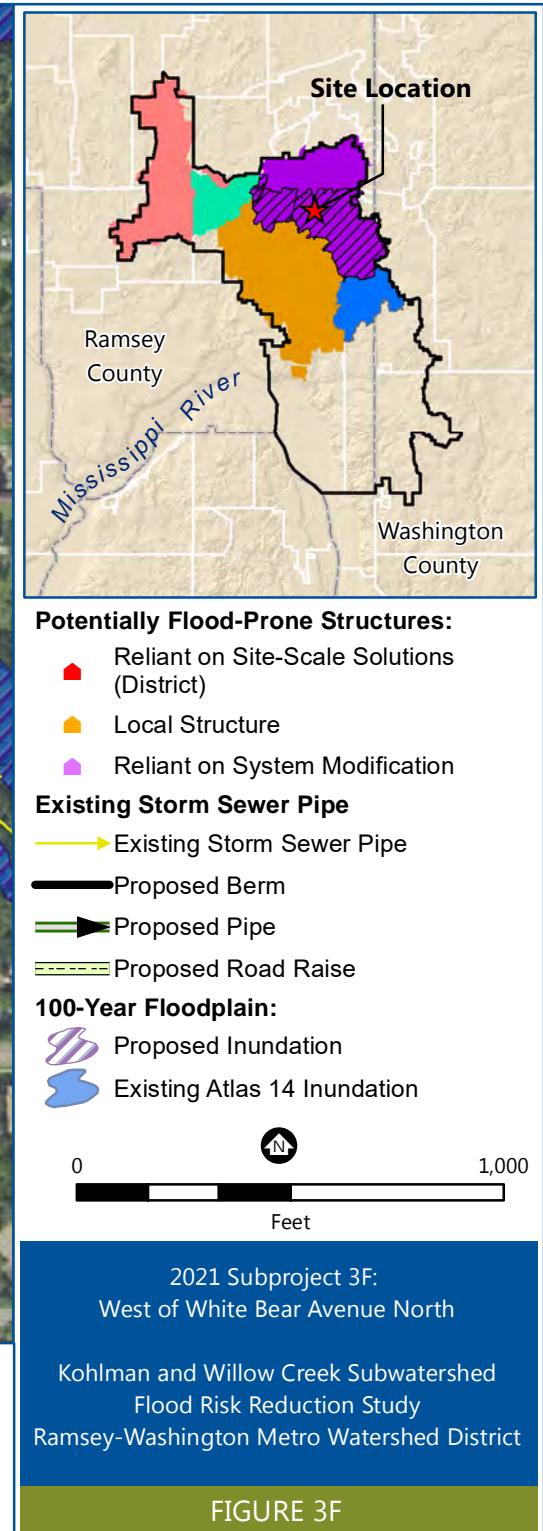 Site Location
Ramsey
County
Mississippi River
Washington
County
Potentially Flood-Prone Structures:
Reliant on Site-Scale Solutions
(District)
Local Structure
Reliant on System Modification
Existing Storm Sewer Pipe
Existing Storm Sewer Pipe
Proposed Berm
Proposed Pipe
Proposed Road Raise
100-Year Floodplain:
Proposed Inundation
Existing Atlas 14 Inundation
N
0 1,000
Feet
2021 Subproject 3F:
West of White Bear Avenue North
Kohlman and Willow Creek Subwatershed
Flood Risk Reduction Study
Ramsey-Washington Metro Watershed District
FIGURE 3F